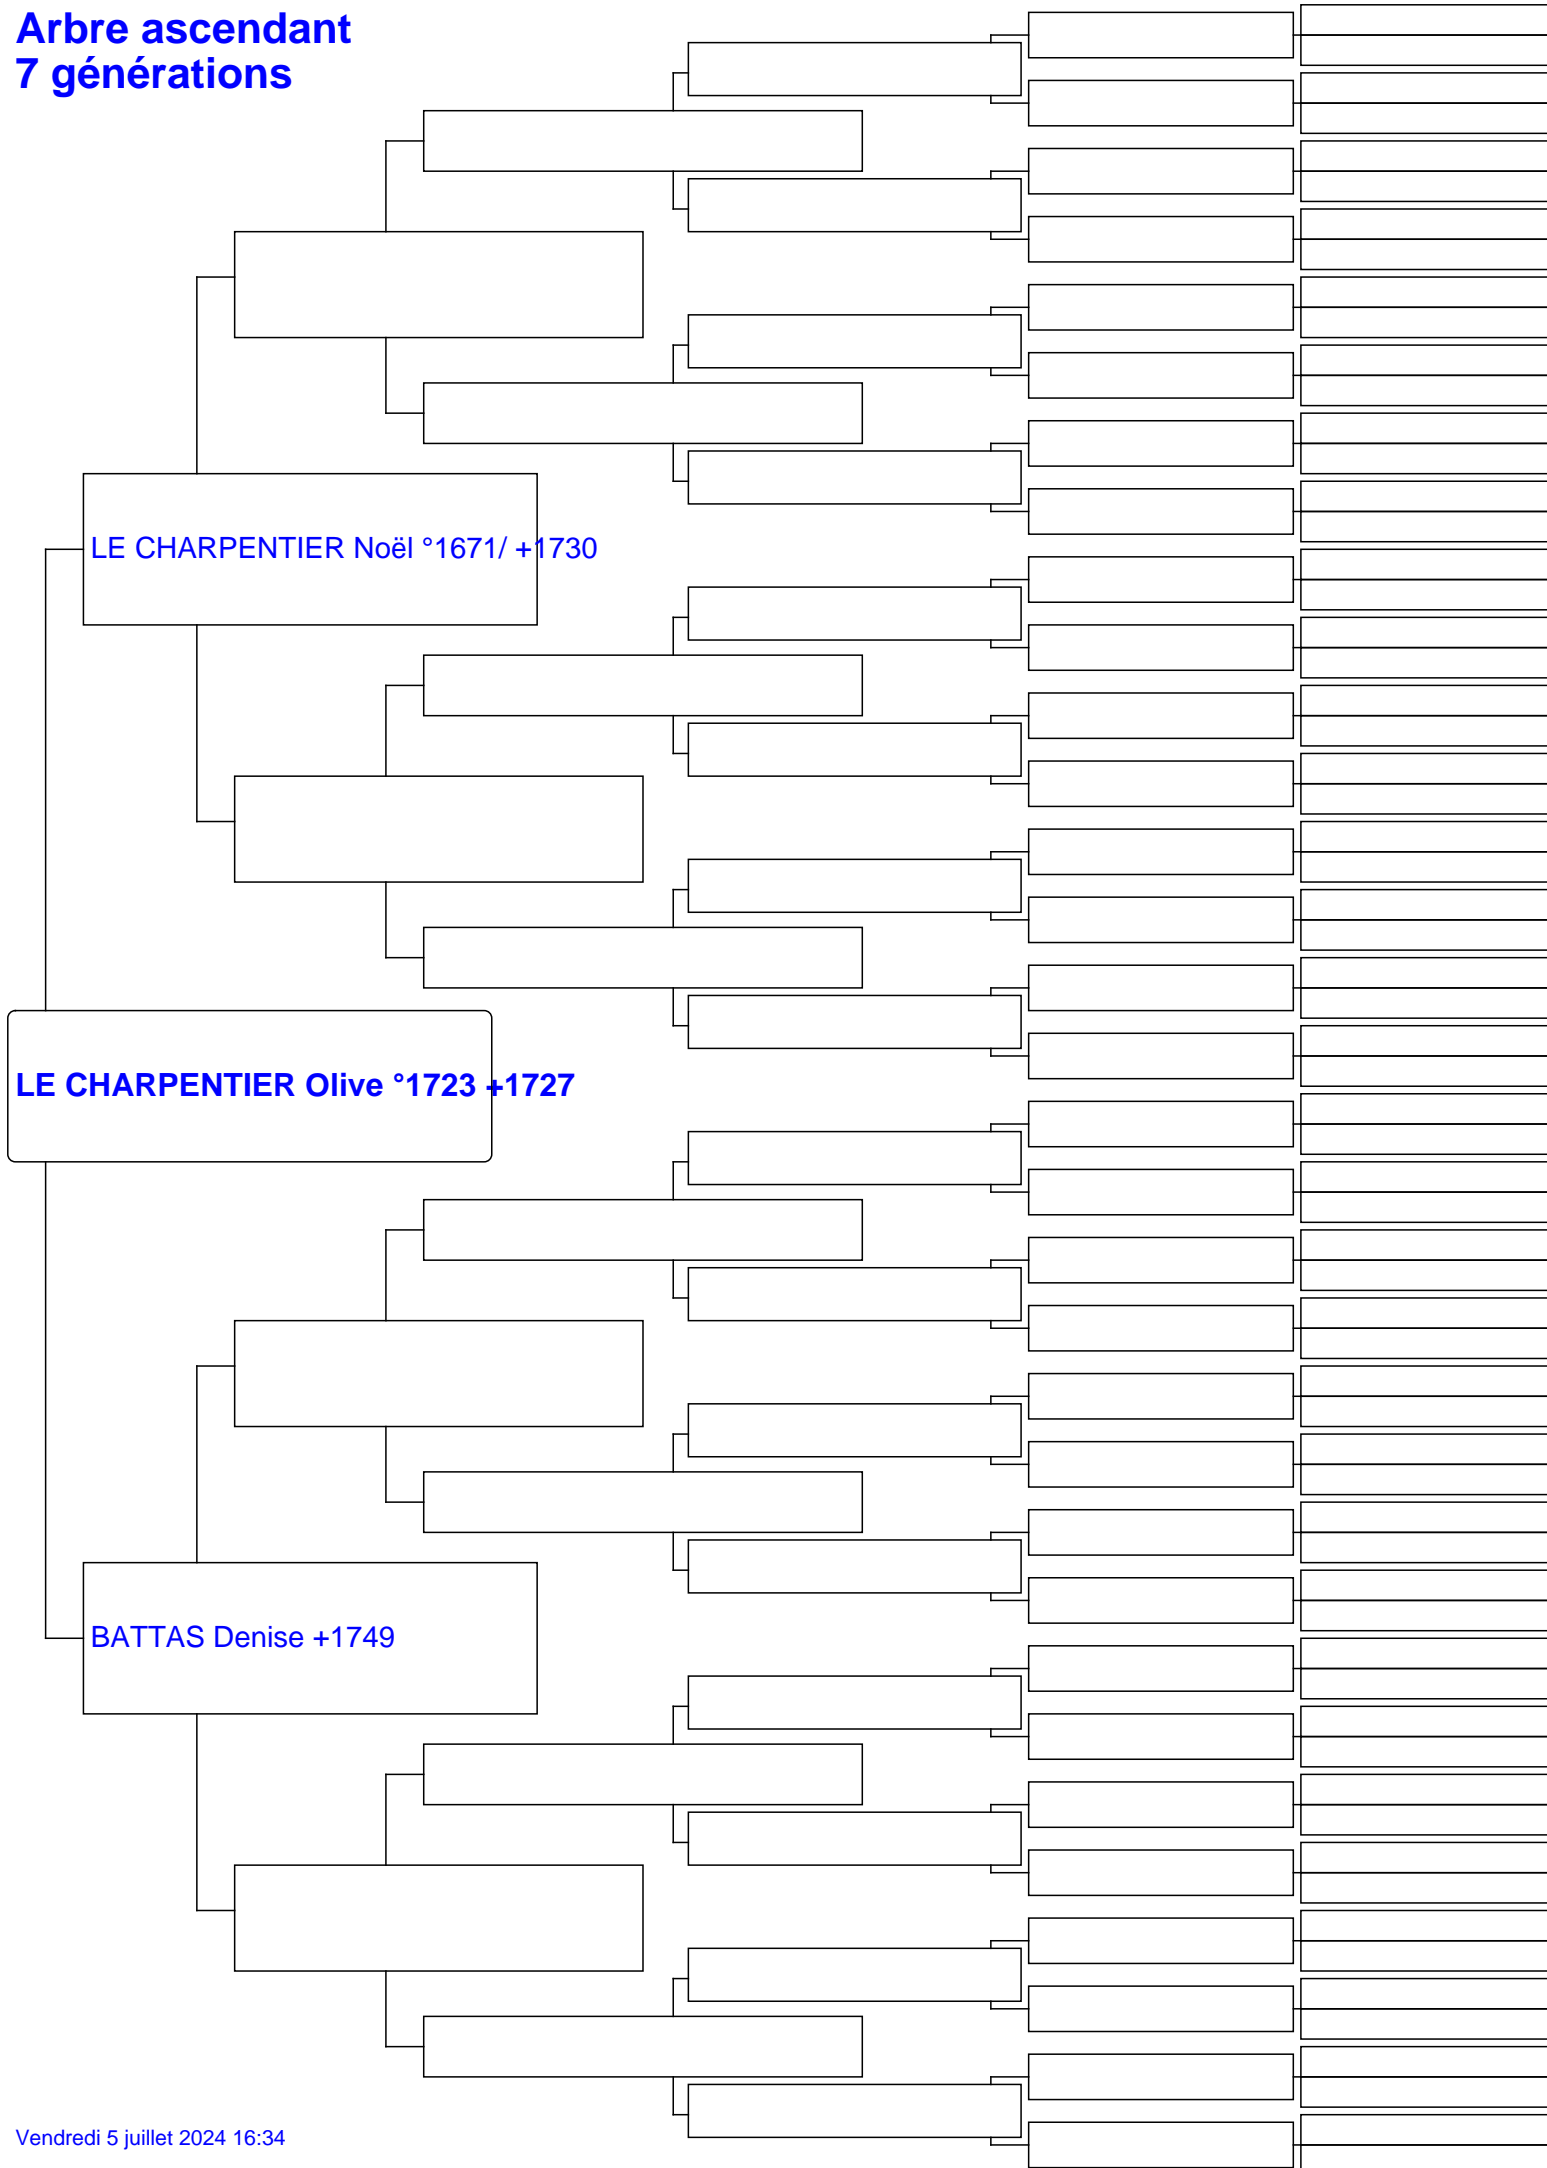 Arbre ascendant
7 générations
LE CHARPENTIER Noël °1671/ +1730
LE CHARPENTIER Olive °1723 +1727
BATTAS Denise +1749
Vendredi 5 juillet 2024 16:34